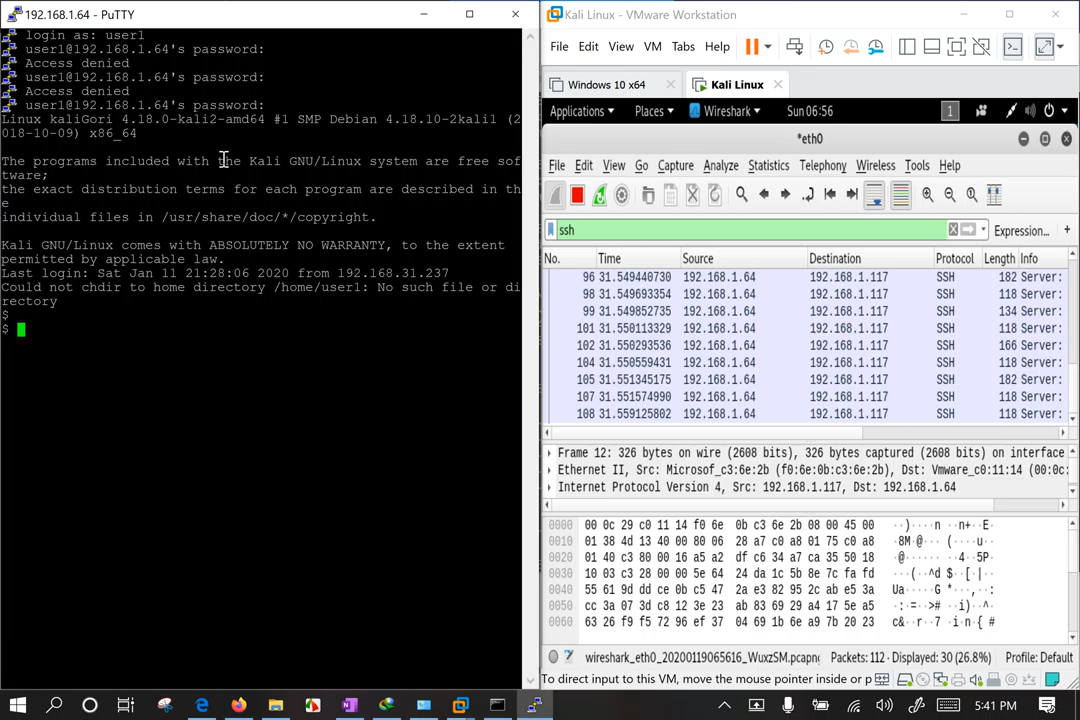 192.168.1.64 - PuTTY
login as: user1
user1@192.168.1.64's password:
Access denied
user1@192.168.1.64's password:
Access denied
user1@192.168.1.64's password:
Linux kaliGori 4.18.0-kali2-amd64 #1 SMP Debian 4.18.10-2kali1 (2
018-10-09) x86_64
The programs included with the Kali GNU/Linux system are free sof
tware;
the exact distribution terms for each program are described in th
e
individual files in /usr/share/doc/*/copyright.
Kali GNU/Linux comes with ABSOLUTELY NO WARRANTY, to the extent
permitted by applicable law.
Last login: Sat Jan 11 21:28:06 2020 from 192.168.31.237
Could not chdir to home directory /home/user1: No such file or di
rectory
$
$
Kali Linux - VMware Workstation
File Edit View VM Tabs Help
Windows 10 x64 Kali Linux
Applications Places Wireshark Sun 06:56 1
*eth0
File Edit View Go Capture Analyze Statistics Telephony Wireless Tools Help
ssh Expression... +
No. Time Source Destination Protocol Length Info
96 31.549440730 192.168.1.64 192.168.1.117 SSH 182 Server:
98 31.549693354 192.168.1.64 192.168.1.117 SSH 118 Server:
99 31.549852735 192.168.1.64 192.168.1.117 SSH 134 Server:
101 31.550113329 192.168.1.64 192.168.1.117 SSH 118 Server:
102 31.550293536 192.168.1.64 192.168.1.117 SSH 166 Server:
104 31.550559431 192.168.1.64 192.168.1.117 SSH 118 Server:
105 31.551345175 192.168.1.64 192.168.1.117 SSH 182 Server:
107 31.551574990 192.168.1.64 192.168.1.117 SSH 118 Server:
108 31.559125802 192.168.1.64 192.168.1.117 SSH 118 Server:
Frame 12: 326 bytes on wire (2608 bits), 326 bytes captured (2608 bits) on interface
Ethernet II, Src: Microsof_c3:6e:2b (f0:6e:0b:c3:6e:2b), Dst: Vmware_c0:11:14 (00:0c:
Internet Protocol Version 4, Src: 192.168.1.117, Dst: 192.168.1.64
0000 00 0c 29 c0 11 14 f0 6e 0b c3 6e 2b 08 00 45 00 ··)····n ··n+··E·
0010 01 38 4d 13 40 00 80 06 28 a7 c0 a8 01 75 c0 a8 ·8M·@··· (····u··
0020 01 40 c3 80 00 16 a5 a2 df c6 34 a7 ca 35 50 18 ·@······ ··4··5P·
0030 10 03 c3 28 00 00 5e 64 24 da 1c 5b 8e 7c fa fd ···(··^d $··[·|··
0040 55 61 9d dd ce 0b c5 47 2a e3 82 95 2c ab e5 3a Ua·····G *···,··:
0050 cc 3a 07 3d c8 12 3e 23 ab 83 69 29 a4 17 5e a5 ·:·=··># ··i)··^·
0060 63 26 f9 f5 72 96 ef 37 04 69 1b 6e a9 7b 20 23 c&··r··7 ·i·n·{ #
wireshark_eth0_20200119065616_WuxzSM.pcapng Packets: 112 · Displayed: 30 (26.8%) Profile: Default
To direct input to this VM, move the mouse pointer inside or p
5:41 PM